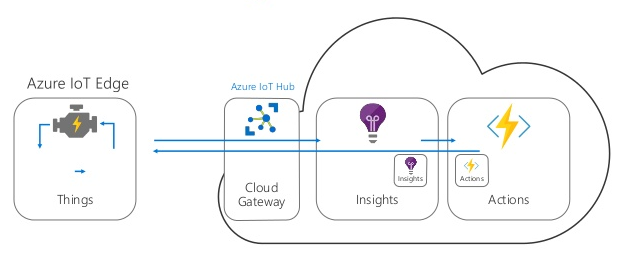 Azure IoT Edge
Azure IoT Hub
Things
Cloud
Gateway
Insights
Insights
Actions
Actions